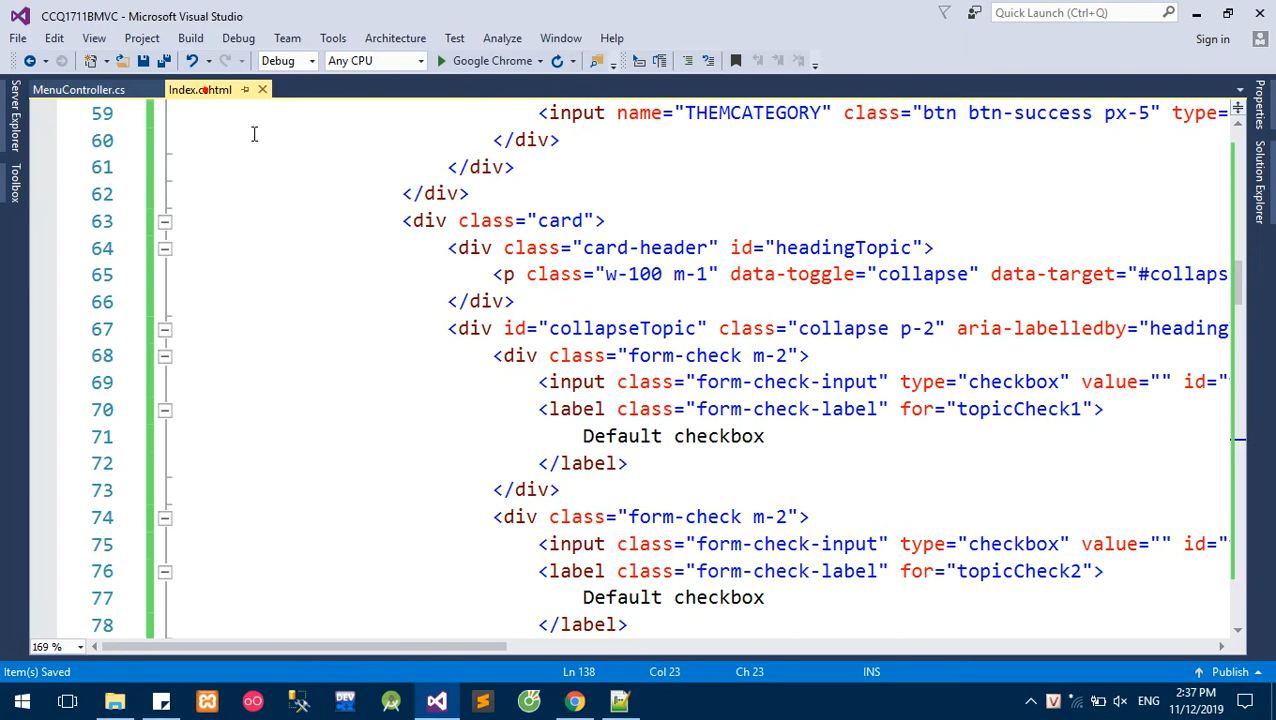 CCQ1711BMVC - Microsoft Visual Studio
Quick Launch (Ctrl+Q)
File Edit View Project Build Debug Team Tools Architecture Test Analyze Window Help
Sign in
Debug Any CPU Google Chrome
MenuController.cs Index.cshtml
Server Explorer
Toolbox
Properties
Solution Explorer
59 <input name="THEMCATEGORY" class="btn btn-success px-5" type=
60 </div>
61 </div>
62 </div>
63 <div class="card">
64 <div class="card-header" id="headingTopic">
65 <p class="w-100 m-1" data-toggle="collapse" data-target="#collaps
66 </div>
67 <div id="collapseTopic" class="collapse p-2" aria-labelledby="heading
68 <div class="form-check m-2">
69 <input class="form-check-input" type="checkbox" value="" id="
70 <label class="form-check-label" for="topicCheck1">
71 Default checkbox
72 </label>
73 </div>
74 <div class="form-check m-2">
75 <input class="form-check-input" type="checkbox" value="" id="
76 <label class="form-check-label" for="topicCheck2">
77 Default checkbox
78 </label>
169 %
Item(s) Saved Ln 138 Col 23 Ch 23 INS Publish
DEV
V ENG
2:37 PM
11/12/2019